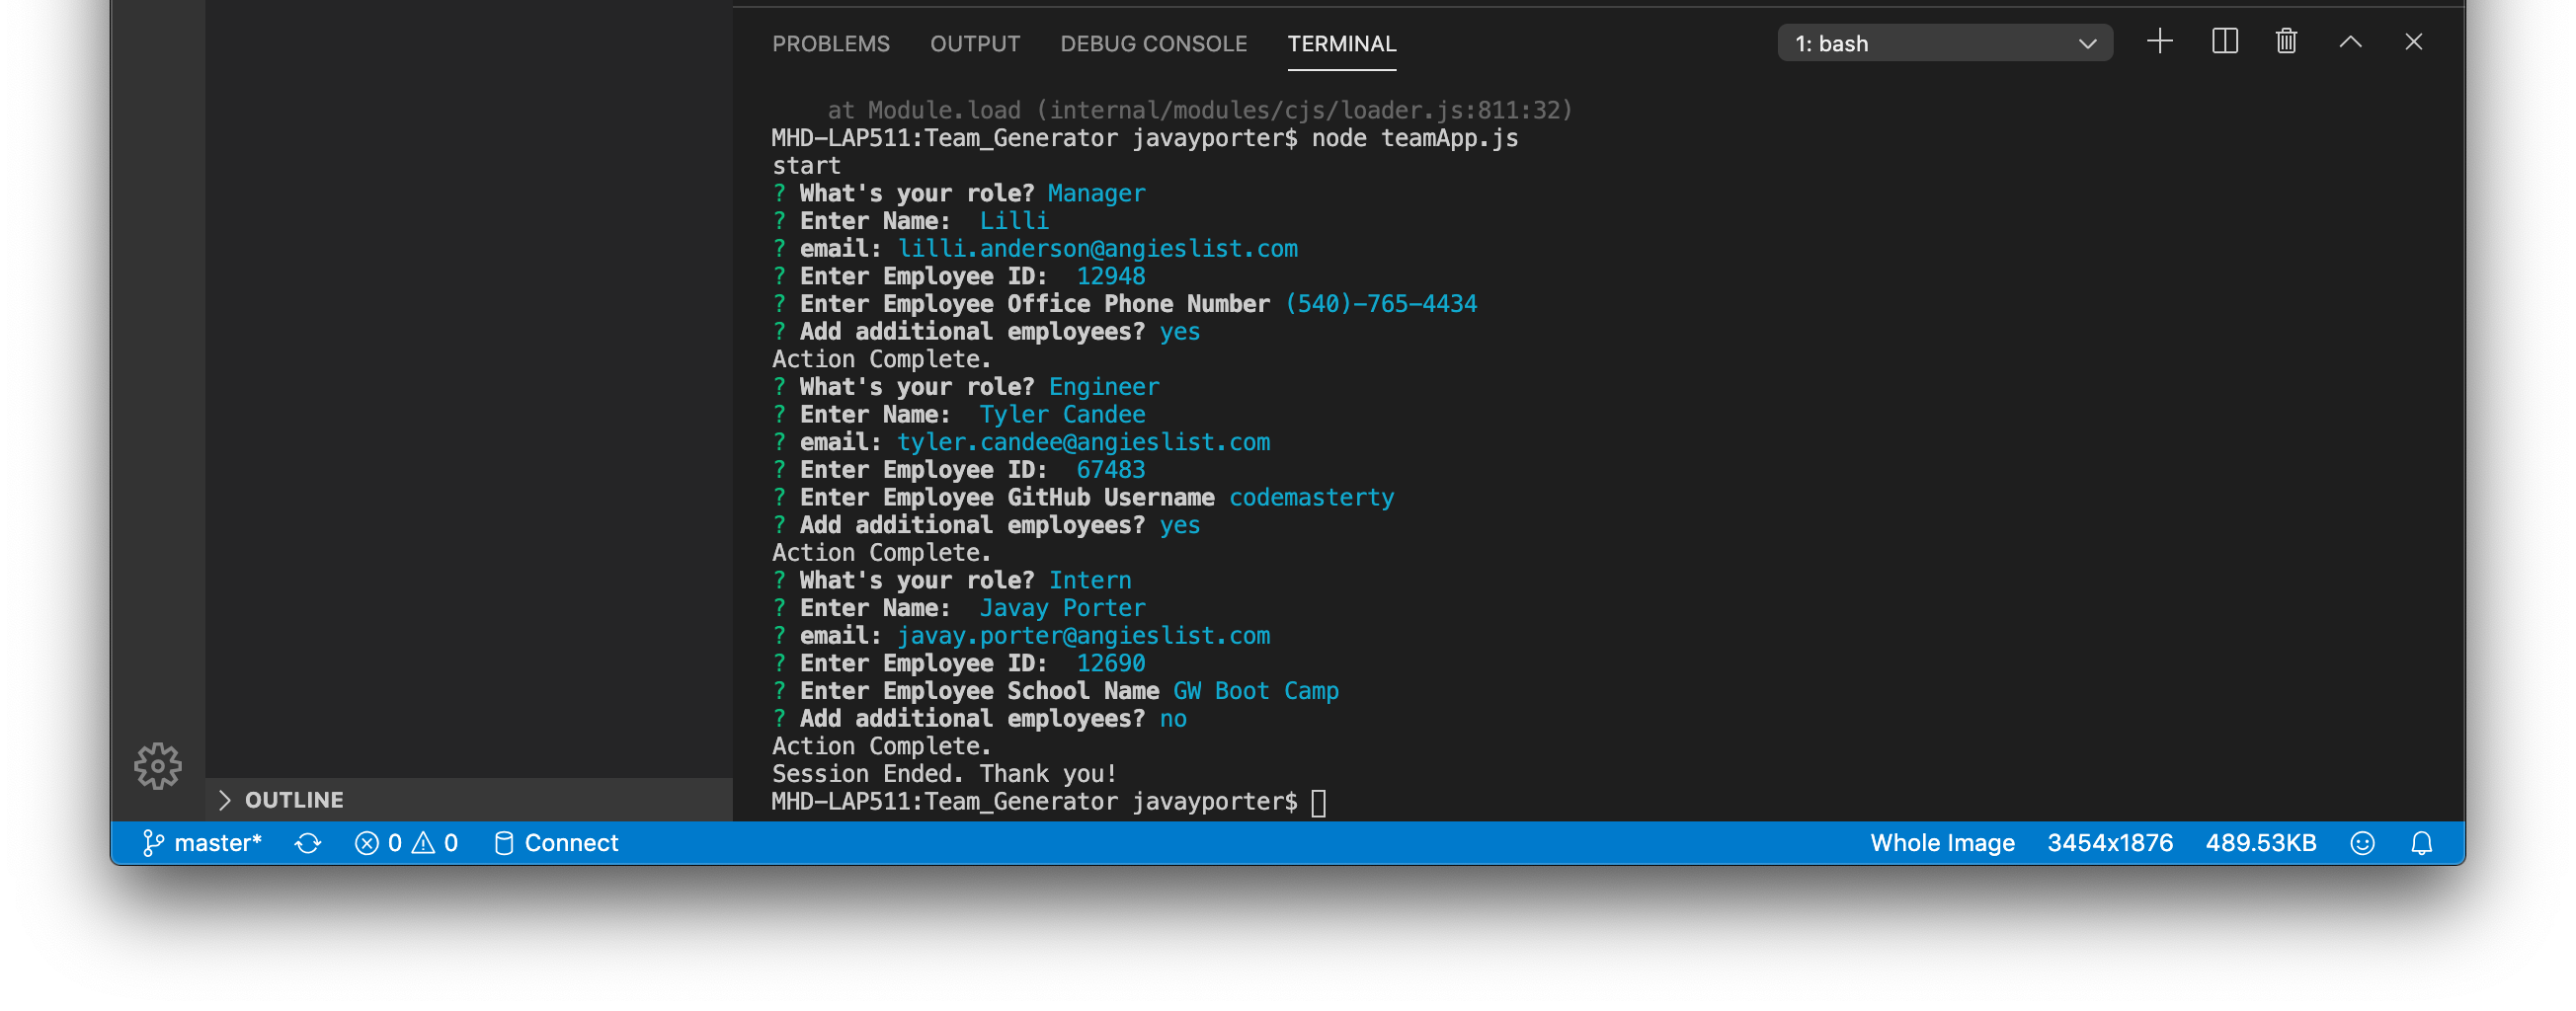 PROBLEMS OUTPUT DEBUG CONSOLE TERMINAL 1: bash
at Module.load (internal/modules/cjs/loader.js:811:32)
MHD-LAP511:Team_Generator javayporter$ node teamApp.js
start
? What's your role? Manager
? Enter Name:  Lilli
? email: lilli.anderson@angieslist.com
? Enter Employee ID:  12948
? Enter Employee Office Phone Number (540)-765-4434
? Add additional employees? yes
Action Complete.
? What's your role? Engineer
? Enter Name:  Tyler Candee
? email: tyler.candee@angieslist.com
? Enter Employee ID:  67483
? Enter Employee GitHub Username codemasterty
? Add additional employees? yes
Action Complete.
? What's your role? Intern
? Enter Name:  Javay Porter
? email: javay.porter@angieslist.com
? Enter Employee ID:  12690
? Enter Employee School Name GW Boot Camp
? Add additional employees? no
Action Complete.
Session Ended. Thank you!
MHD-LAP511:Team_Generator javayporter$
OUTLINE
master* 0 0 Connect Whole Image 3454x1876 489.53KB